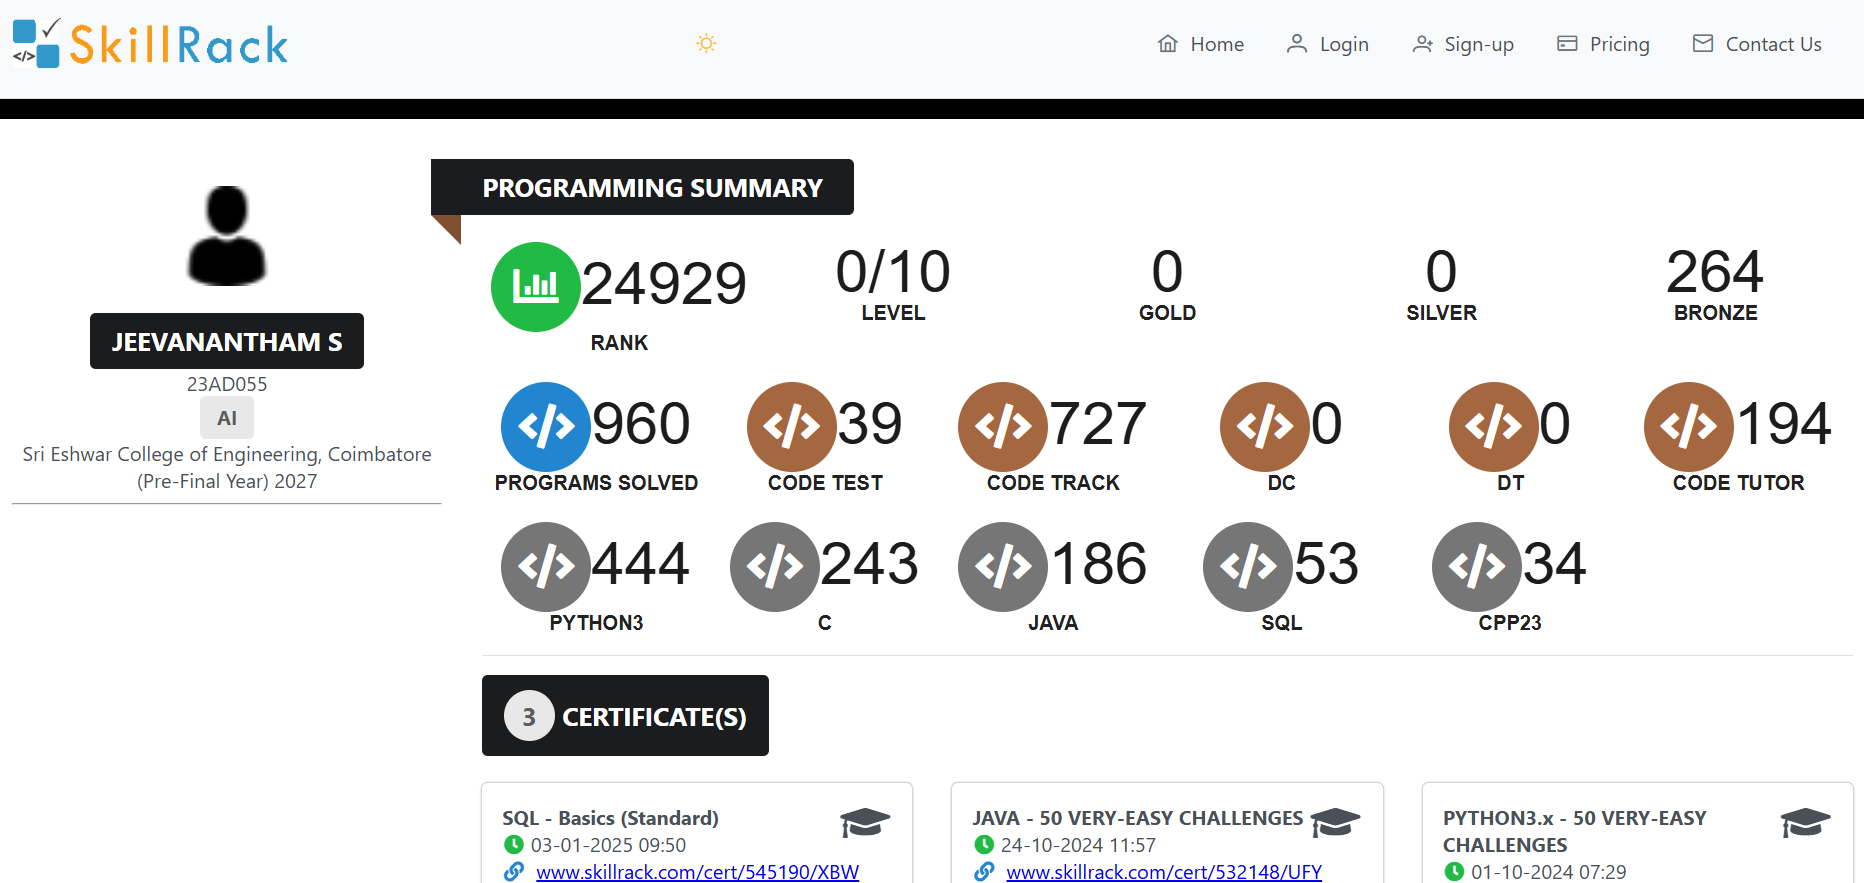 SkillRack
Home
Login
Sign-up
Pricing
Contact Us
JEEVANANTHAM S
23AD055
AI
Sri Eshwar College of Engineering, Coimbatore
(Pre-Final Year) 2027
PROGRAMMING SUMMARY
24929
RANK
0/10
LEVEL
0
GOLD
0
SILVER
264
BRONZE
960
PROGRAMS SOLVED
39
CODE TEST
727
CODE TRACK
0
DC
0
DT
194
CODE TUTOR
444
PYTHON3
243
C
186
JAVA
53
SQL
34
CPP23
3 CERTIFICATE(S)
SQL - Basics (Standard)
03-01-2025 09:50
www.skillrack.com/cert/545190/XBW
JAVA - 50 VERY-EASY CHALLENGES
24-10-2024 11:57
www.skillrack.com/cert/532148/UFY
PYTHON3.x - 50 VERY-EASY
CHALLENGES
01-10-2024 07:29